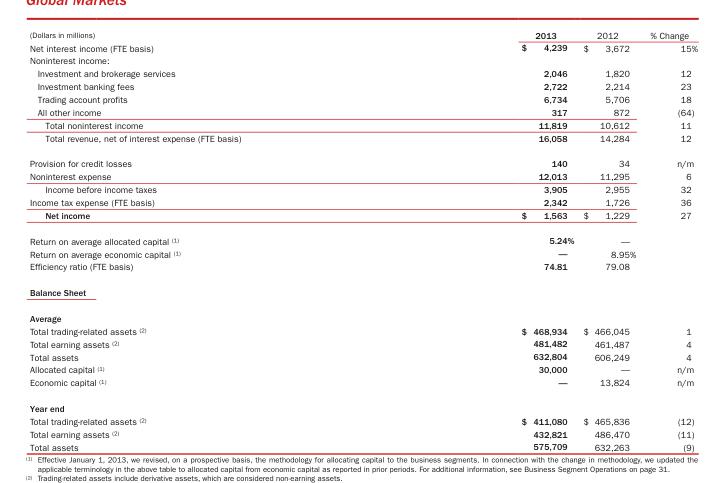 Global Markets
(Dollars in millions) 2013 2012 % Change
Net interest income (FTE basis) $ 4,239 $ 3,672 15%
Noninterest income:
Investment and brokerage services 2,046 1,820 12
Investment banking fees 2,722 2,214 23
Trading account profits 6,734 5,706 18
All other income 317 872 (64)
Total noninterest income 11,819 10,612 11
Total revenue, net of interest expense (FTE basis) 16,058 14,284 12
Provision for credit losses 140 34 n/m
Noninterest expense 12,013 11,295 6
Income before income taxes 3,905 2,955 32
Income tax expense (FTE basis) 2,342 1,726 36
Net income $ 1,563 $ 1,229 27
Return on average allocated capital (1) 5.24% —
Return on average economic capital (1) — 8.95%
Efficiency ratio (FTE basis) 74.81 79.08
Balance Sheet
Average
Total trading-related assets (2) $ 468,934 $ 466,045 1
Total earning assets (2) 481,482 461,487 4
Total assets 632,804 606,249 4
Allocated capital (1) 30,000 — n/m
Economic capital (1) — 13,824 n/m
Year end
Total trading-related assets (2) $ 411,080 $ 465,836 (12)
Total earning assets (2) 432,821 486,470 (11)
Total assets 575,709 632,263 (9)
(1) Effective January 1, 2013, we revised, on a prospective basis, the methodology for allocating capital to the business segments. In connection with the change in methodology, we updated the
applicable terminology in the above table to allocated capital from economic capital as reported in prior periods. For additional information, see Business Segment Operations on page 31.
(2) Trading-related assets include derivative assets, which are considered non-earning assets.